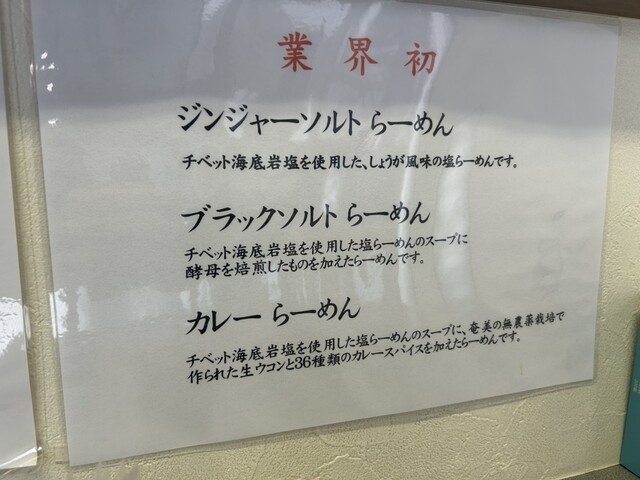 業界初
ジンジャーソルト らーめん
チベット海底岩塩を使用した、しょうが風味の塩らーめんです。
ブラックソルト らーめん
チベット海底岩塩を使用した塩らーめんのスープに
酵母を焙煎したものを加えたらーめんです。
カレー らーめん
チベット海底岩塩を使用した塩らーめんのスープに、奄美の無農薬栽培で
作られた生ウコンと36種類のカレースパイスを加えたらーめんです。